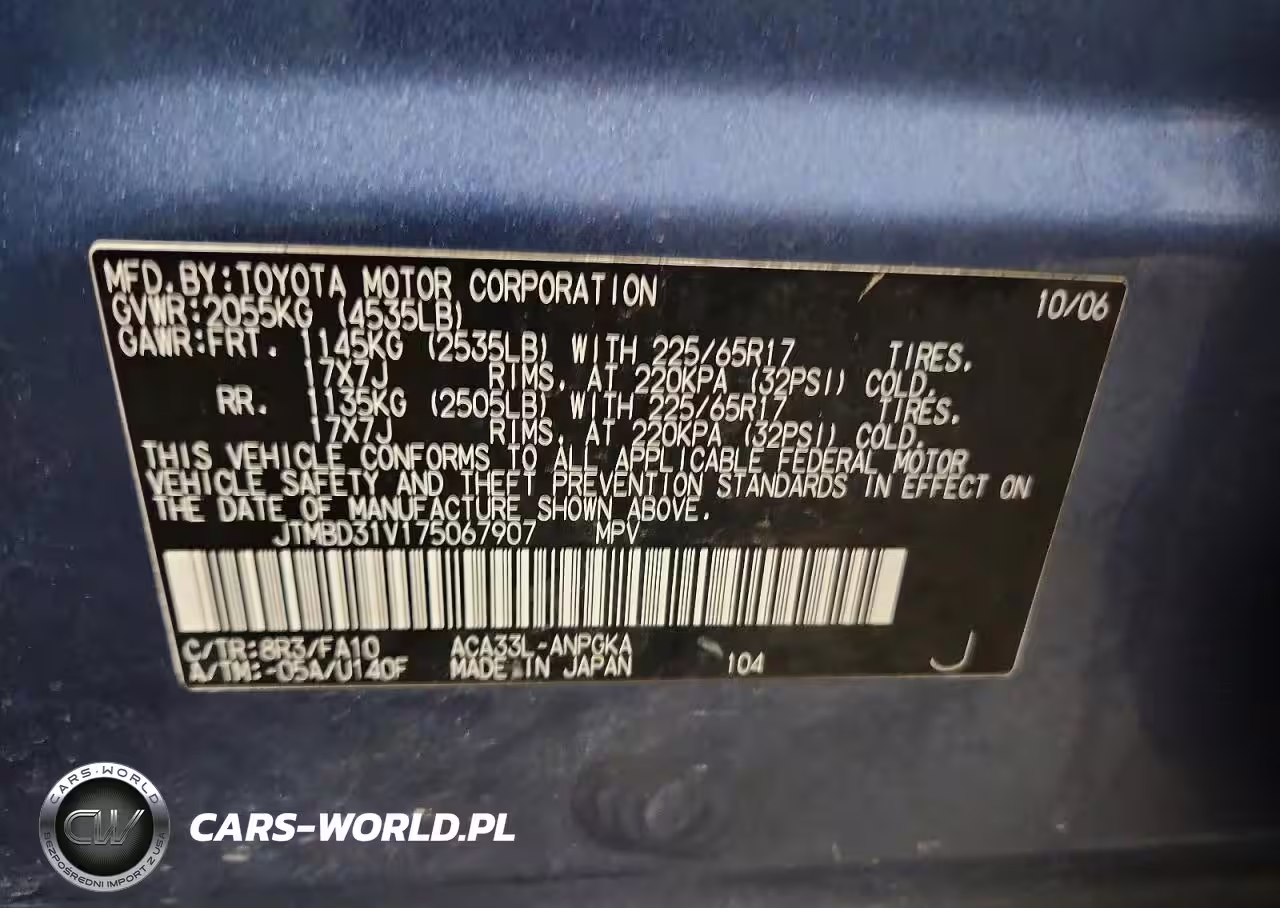 MFD.BY:TOYOTA MOTOR CORPORATION 10/06
GVWR:2055KG (4535LB)
GAWR:FRT. 1145KG (2535LB) WITH 225/65R17 TIRES.
17X7J RIMS, AT 220KPA (32PSI) COLD.
RR. 1135KG (2505LB) WITH 225/65R17 TIRES.
17X7J RIMS, AT 220KPA (32PSI) COLD.
THIS VEHICLE CONFORMS TO ALL APPLICABLE FEDERAL MOTOR
VEHICLE SAFETY AND THEFT PREVENTION STANDARDS IN EFFECT ON
THE DATE OF MANUFACTURE SHOWN ABOVE.
JTMBD31V175067907 MPV
C/TR:8R3/FA10 ACA33L-ANPGKA
A/TM:-05A/U140F MADE IN JAPAN 104 J
CARS-WORLD
CW
BEZPOŚREDNI IMPORT Z USA
CARS-WORLD.PL